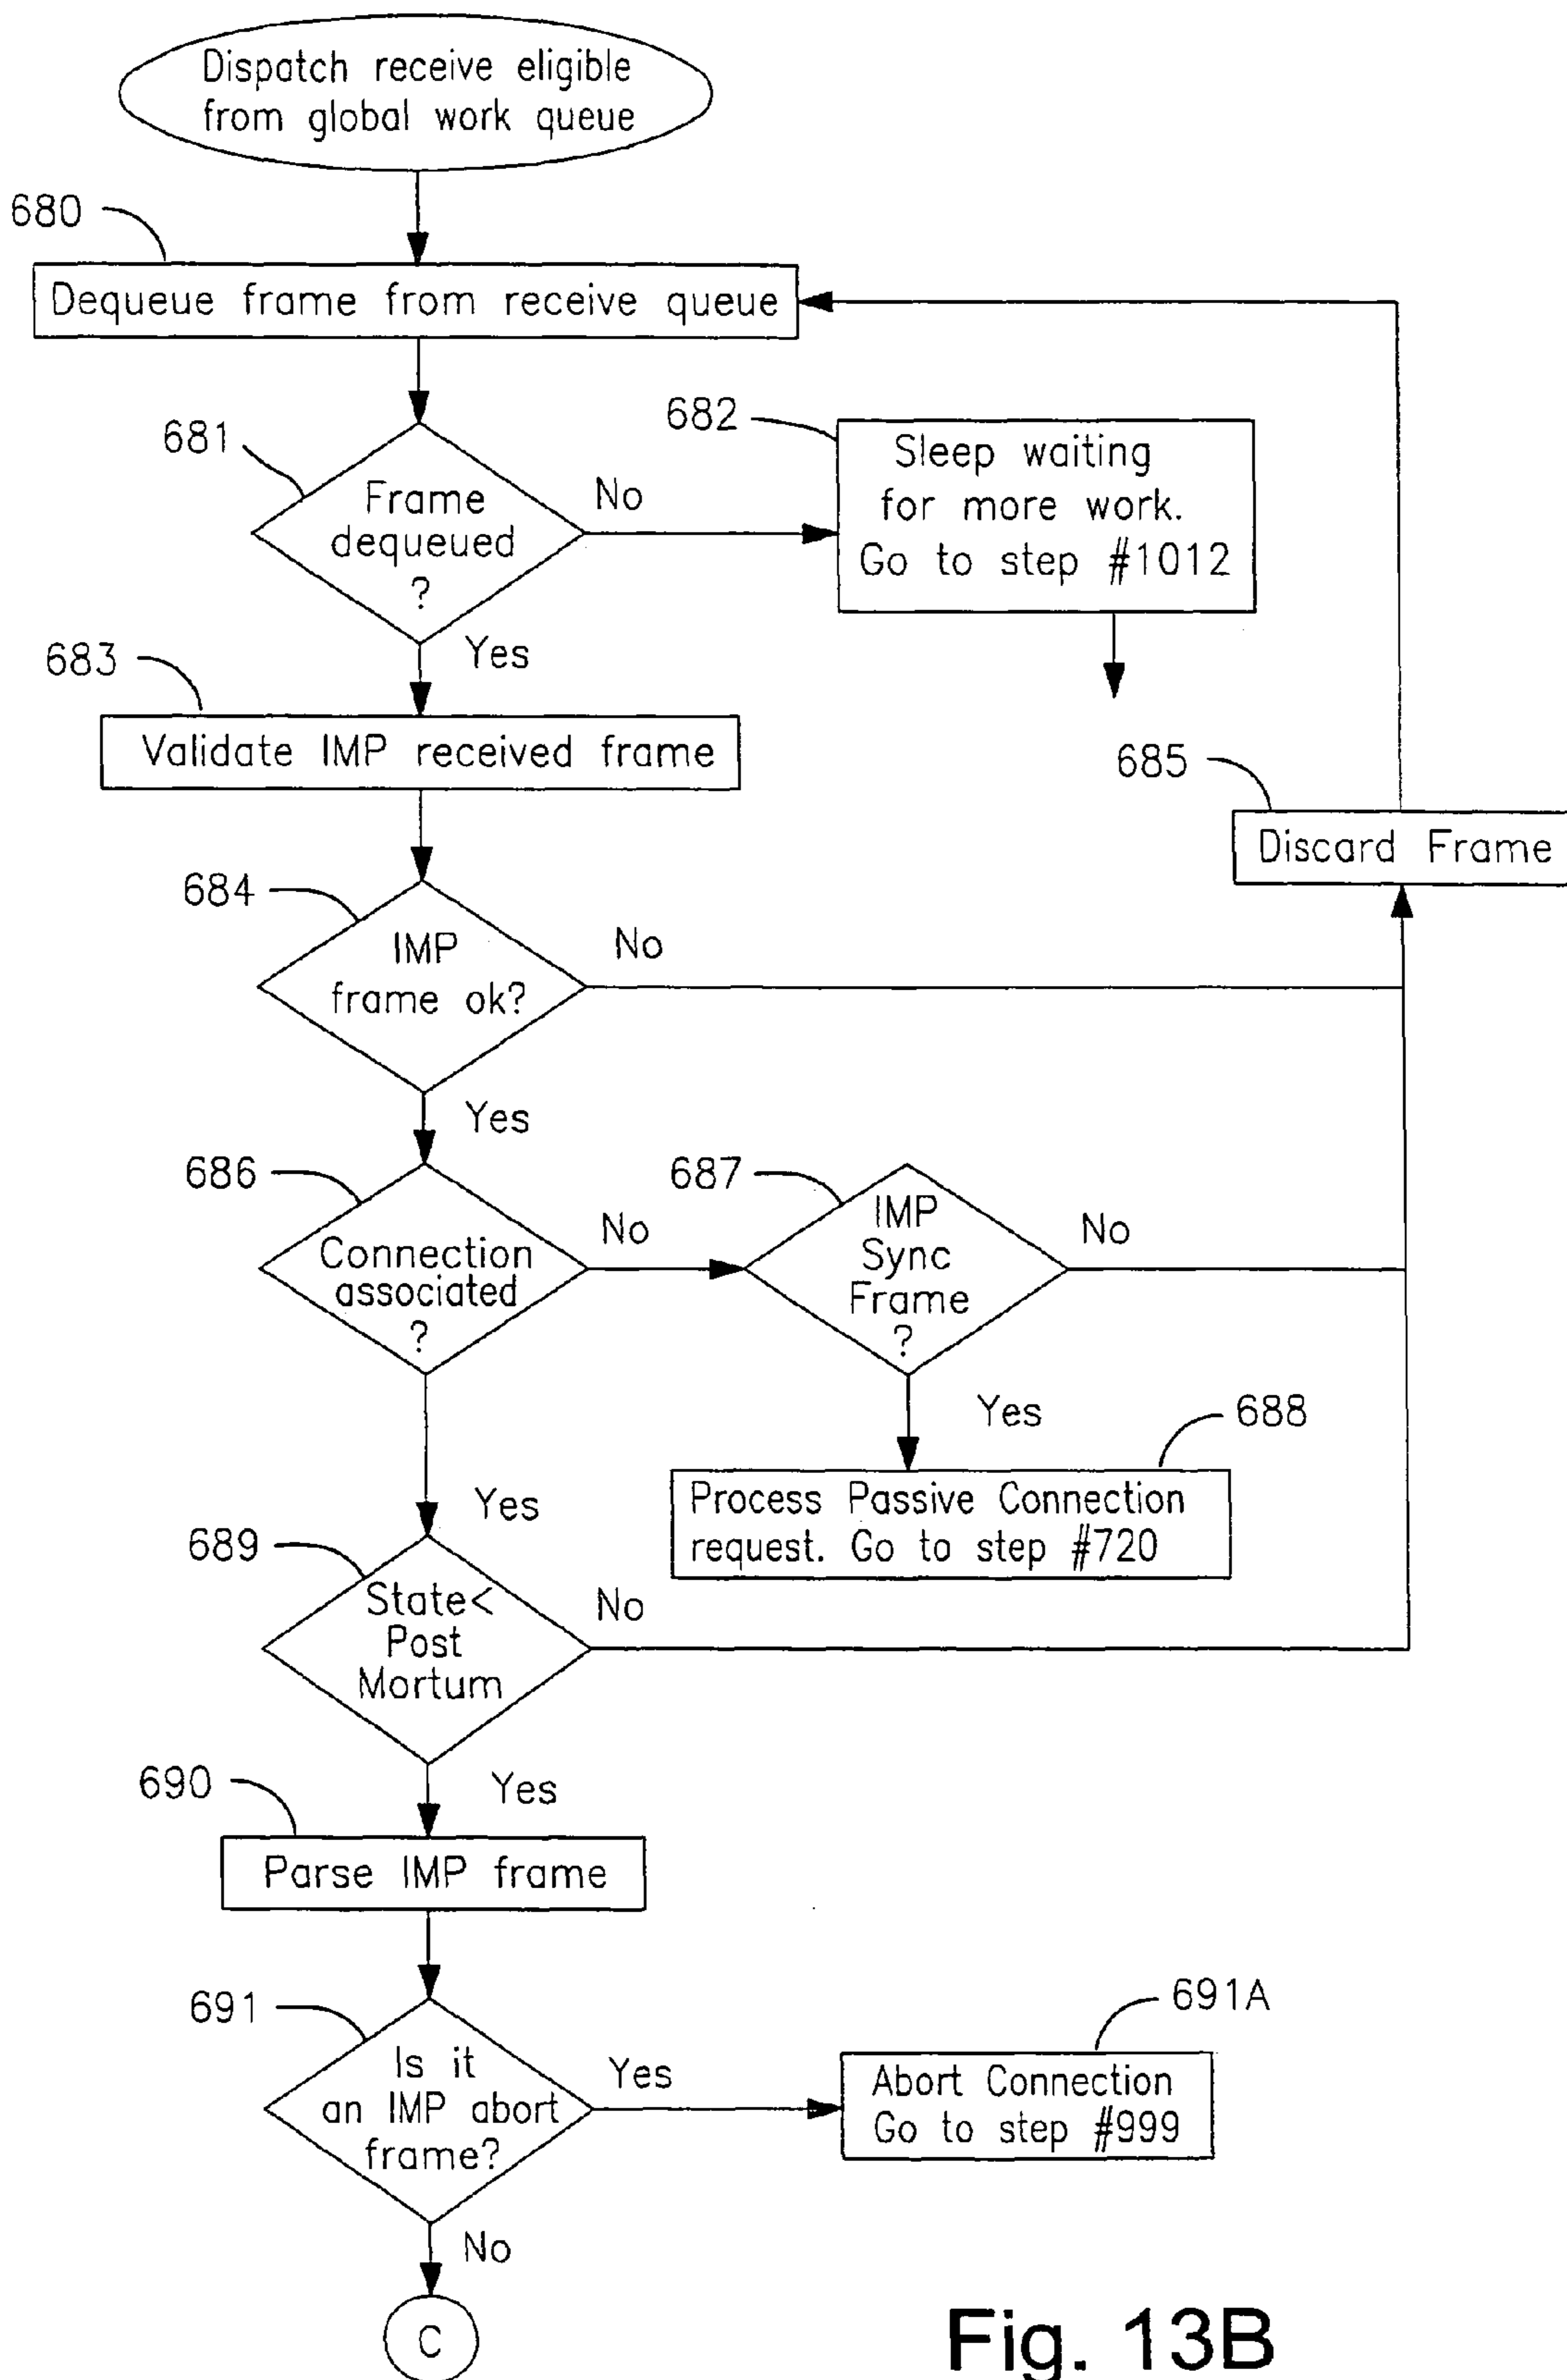 Dispatch receive eligible
from global work queue
680
Dequeue frame from receive queue
681
Frame
dequeued
?
No
682
Sleep waiting
for more work.
Go to step #1012
Yes
683
Validate IMP received frame
685
Discard Frame
684
IMP
frame ok?
No
Yes
686
Connection
associated
?
No
687
IMP
Sync
Frame
?
No
Yes
688
Process Passive Connection
request. Go to step #720
Yes
689
State<
Post
Mortum
No
Yes
690
Parse IMP frame
691
Is it
an IMP abort
frame?
Yes
691A
Abort Connection
Go to step #999
No
C
Fig. 13B